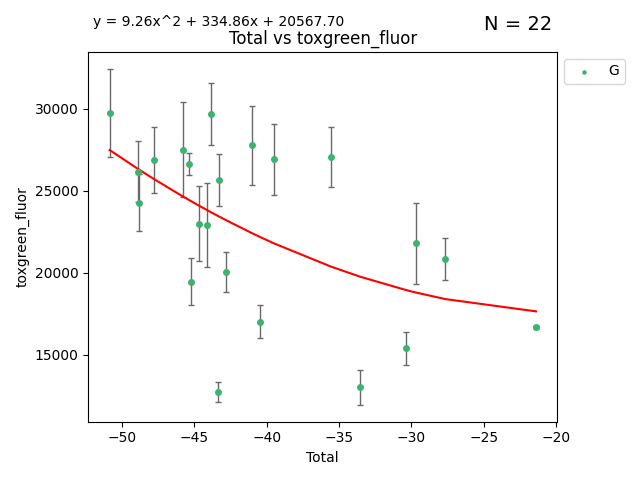 y = 9.26x^2 + 334.86x + 20567.70
N = 22
Total vs toxgreen_fluor
G
30000
25000
20000
15000
toxgreen_fluor
−50
−45
−40
−35
−30
−25
−20
Total